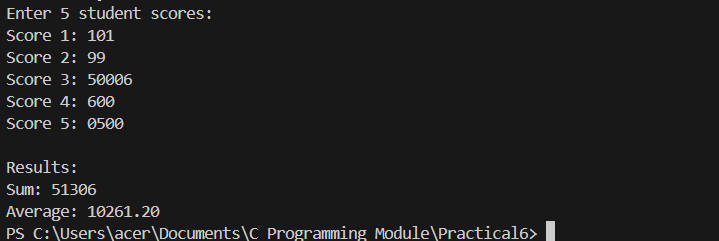 Enter 5 student scores:
Score 1: 101
Score 2: 99
Score 3: 50006
Score 4: 600
Score 5: 0500
Results:
Sum: 51306
Average: 10261.20
PS C:\Users\acer\Documents\C Programming Module\Practical6>